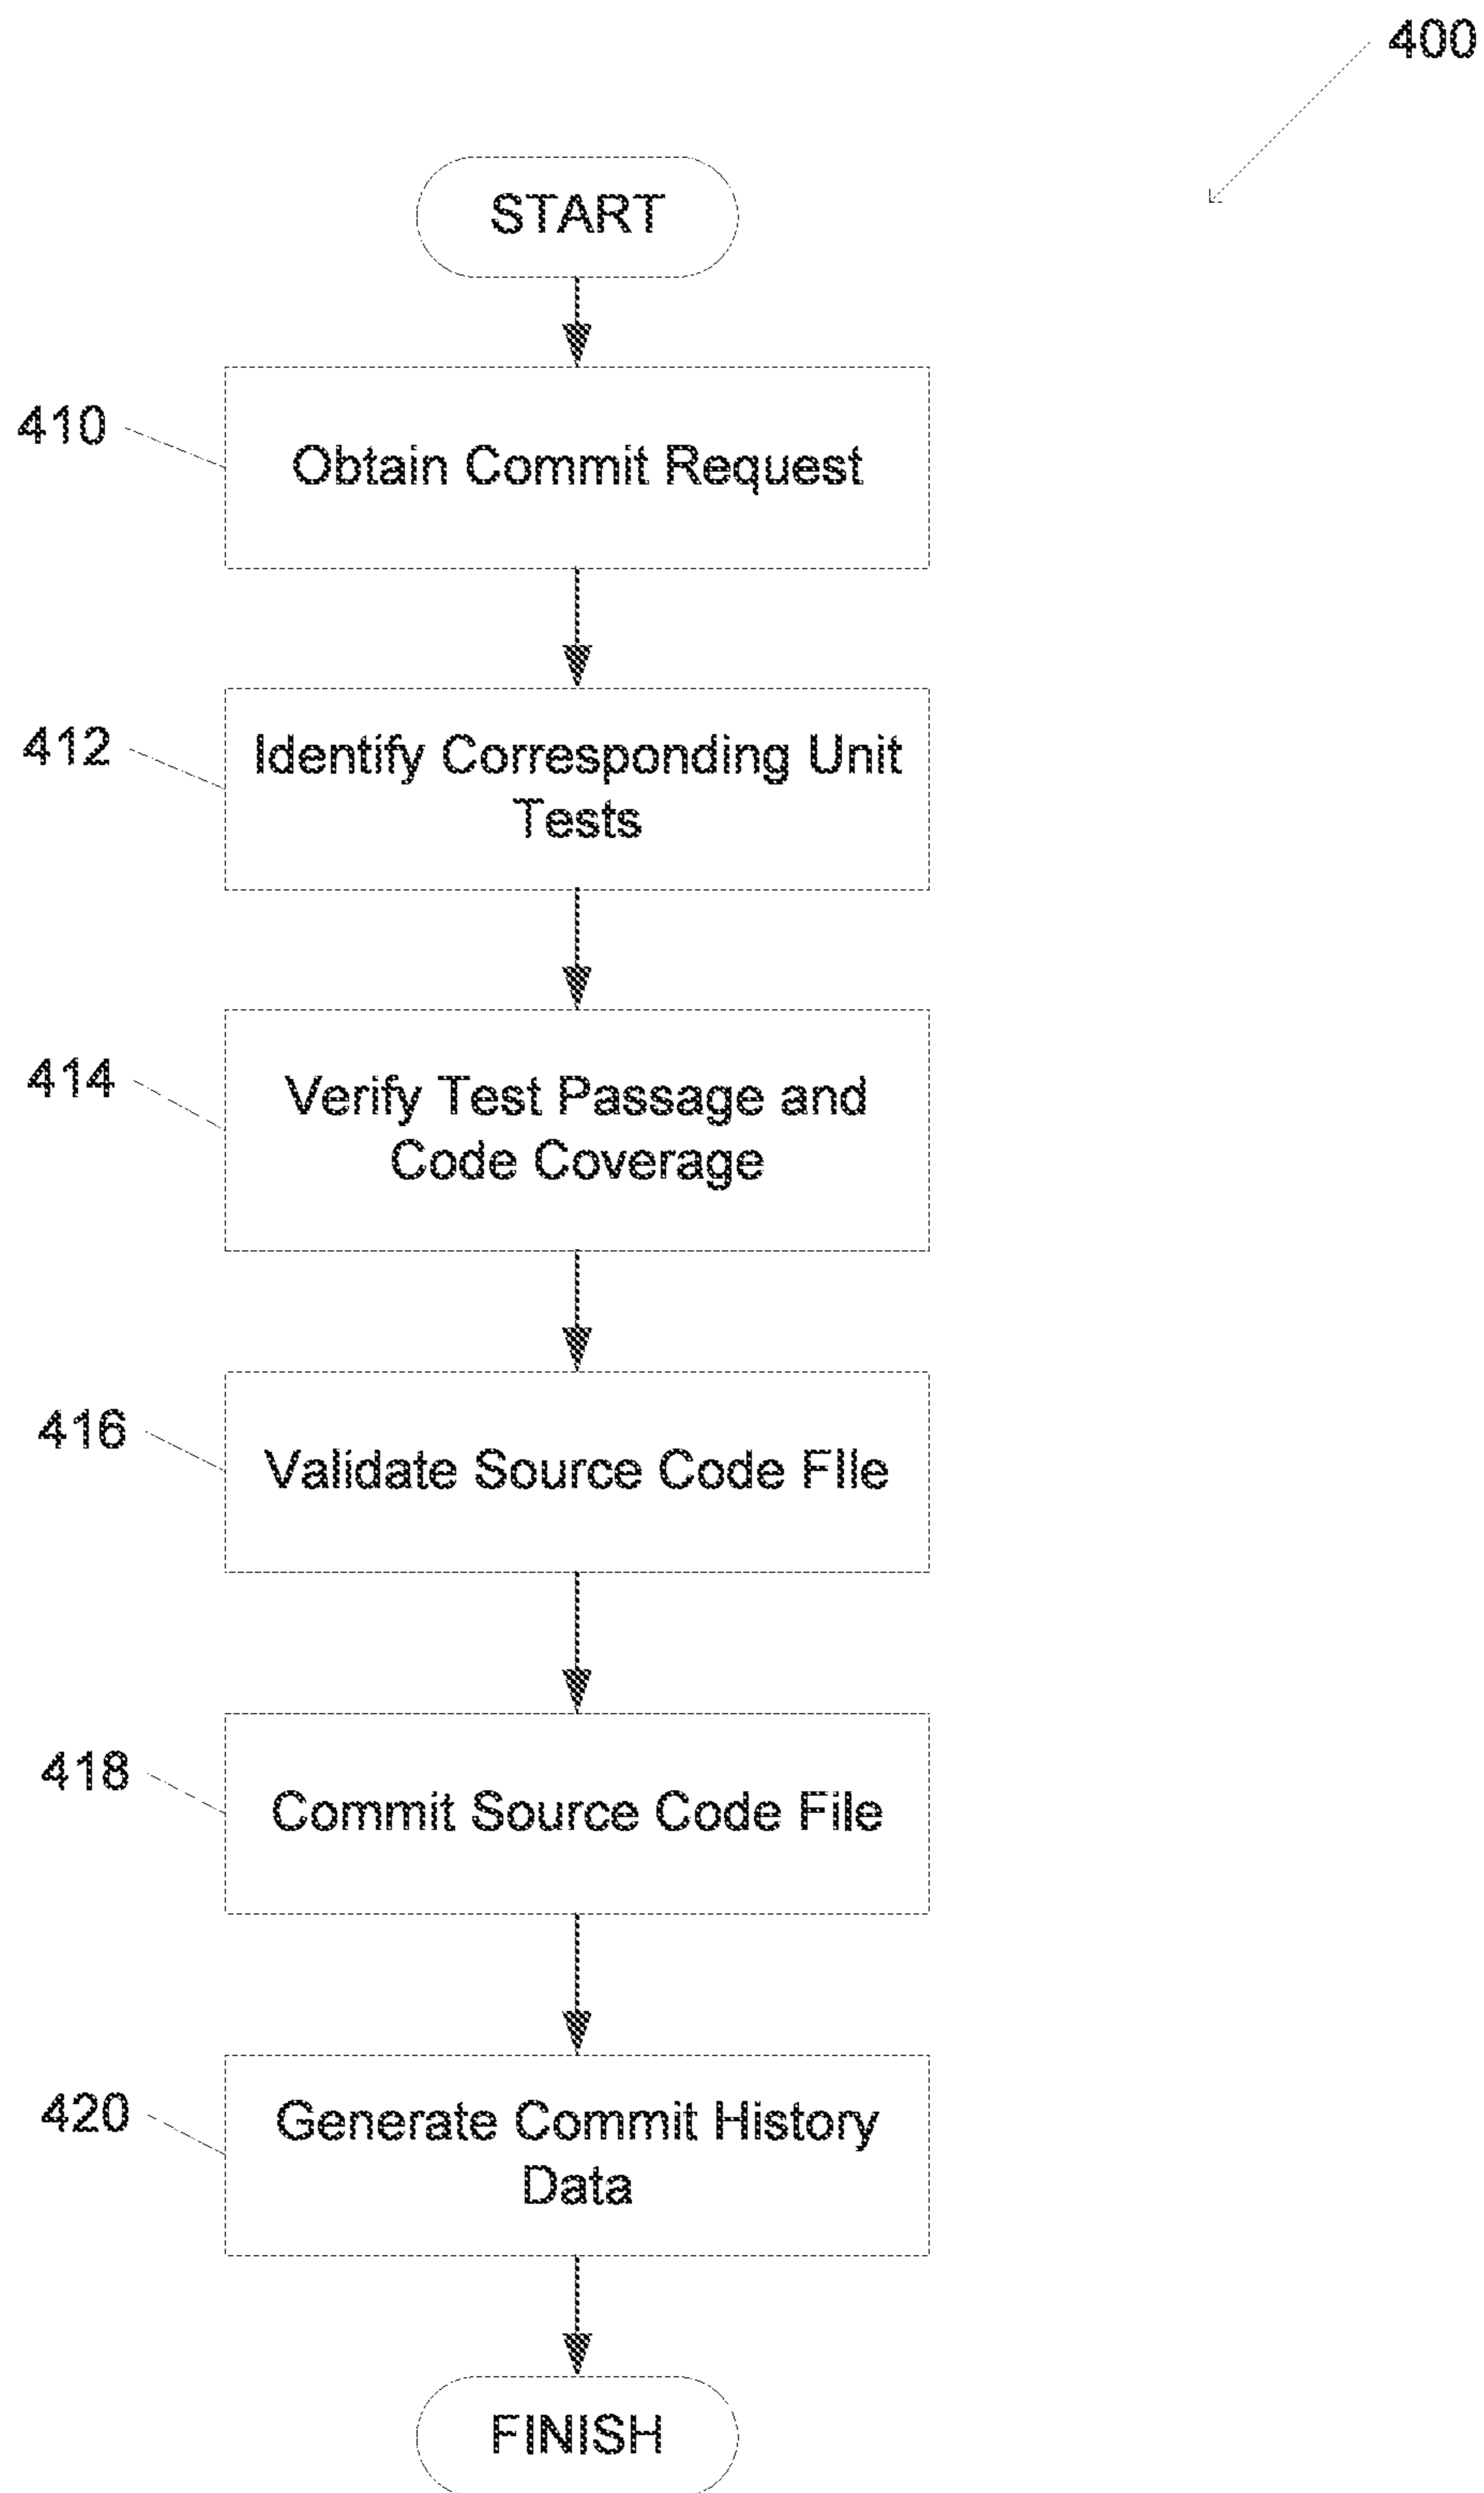 400
START
410
Obtain Commit Request
412
Identify Corresponding Unit
Tests
414
Verify Test Passage and
Code Coverage
416
Validate Source Code FIle
418
Commit Source Code File
420
Generate Commit History
Data
FINISH